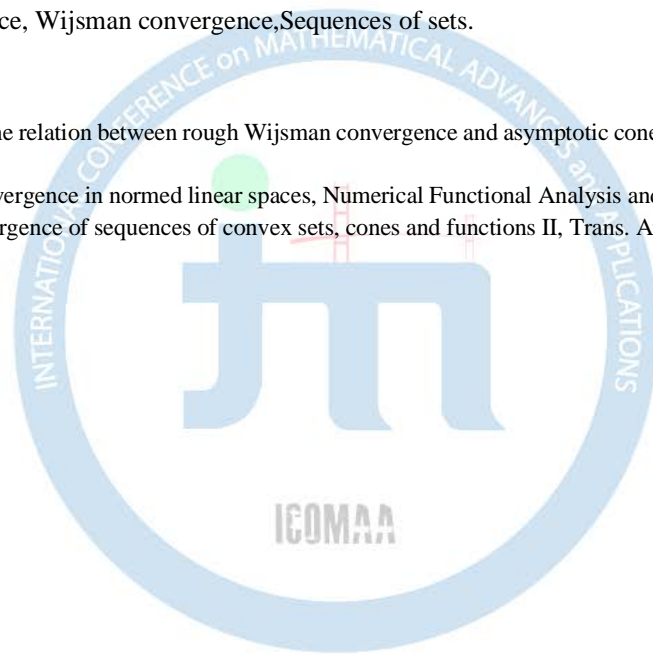 ce, Wijsman convergence,Sequences of sets.
INTERNATIONAL CONFERENCE on MATHEMATICAL ADVANCES and APPLICATIONS
ne relation between rough Wijsman convergence and asymptotic cone
vergence in normed linear spaces, Numerical Functional Analysis and
rgence of sequences of convex sets, cones and functions II, Trans. A
ICOMAA